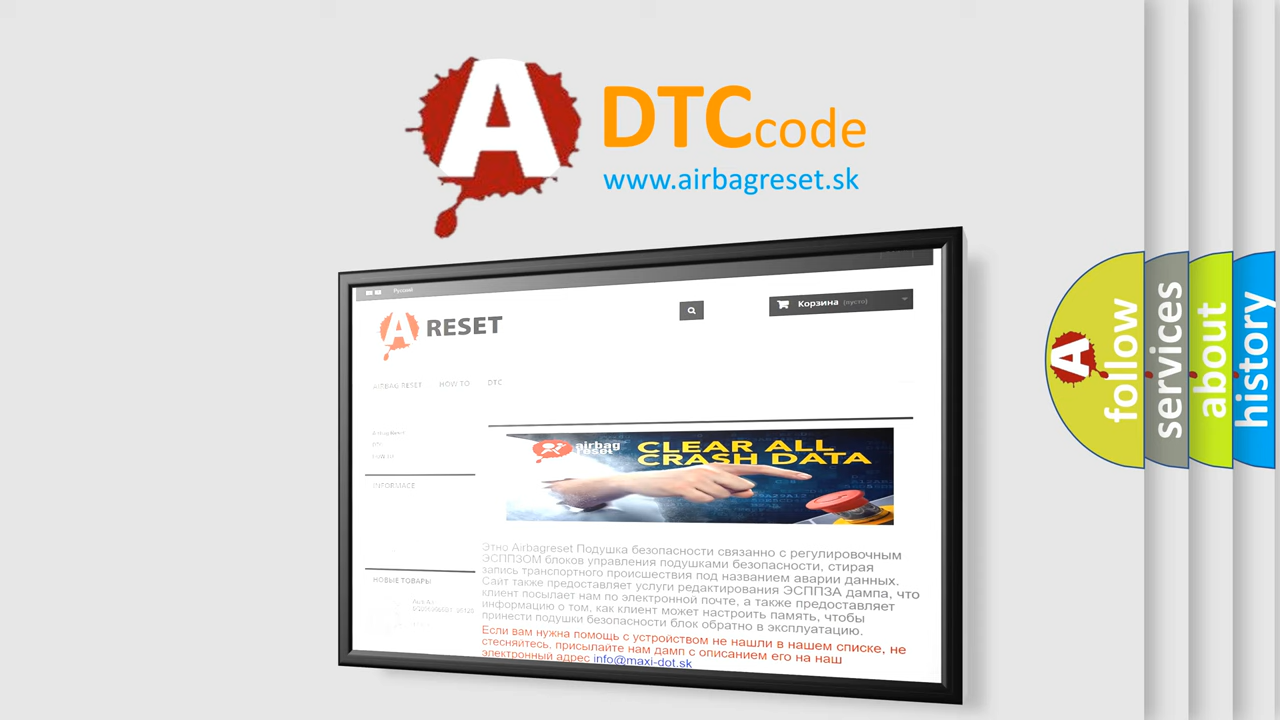 A DTC code
www.airbagreset.sk
Русский
A RESET
Корзина (пусто)
AIRBAG RESET HOW TO DTC
Airbag Reset
INFORMACE
airbag
reset
CLEAR ALL
CRASH DATA
НОВЫЕ ТОВАРЫ
Этно Airbagreset Подушка безопасности связанно с регулировочным
ЭСППЗОМ блоков управления подушками безопасности, стирая
запись транспортного происшествия под названием аварии данных.
Сайт также предоставляет услуги редактирования ЭСППЗА дампа, что
клиент посылает нам по электронной почте, а также предоставляет
информацию о том, как клиент может настроить память, чтобы
принести подушки безопасности блок обратно в эксплуатацию.
Если вам нужна помощь с устройством не нашли в нашем списке, не
стесняйтесь, присылайте нам дамп с описанием его на наш
электронный адрес info@maxi-dot.sk
A
follow
services
about
history